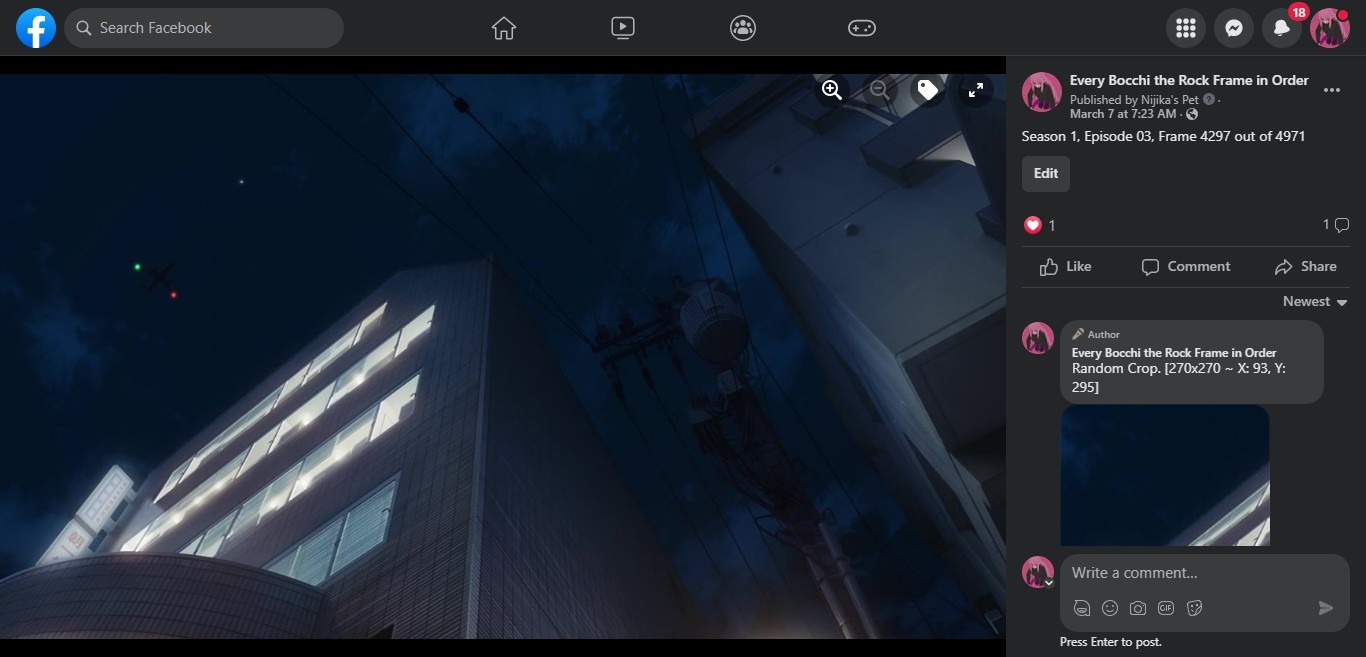 Search Facebook
18
Every Bocchi the Rock Frame in Order
Published by Nijika's Pet
March 7 at 7:23 AM
Season 1, Episode 03, Frame 4297 out of 4971
Edit
1
1
Like
Comment
Share
Newest
Author
Every Bocchi the Rock Frame in Order
Random Crop. [270x270 ~ X: 93, Y:
295]
Write a comment...
GIF
Press Enter to post.